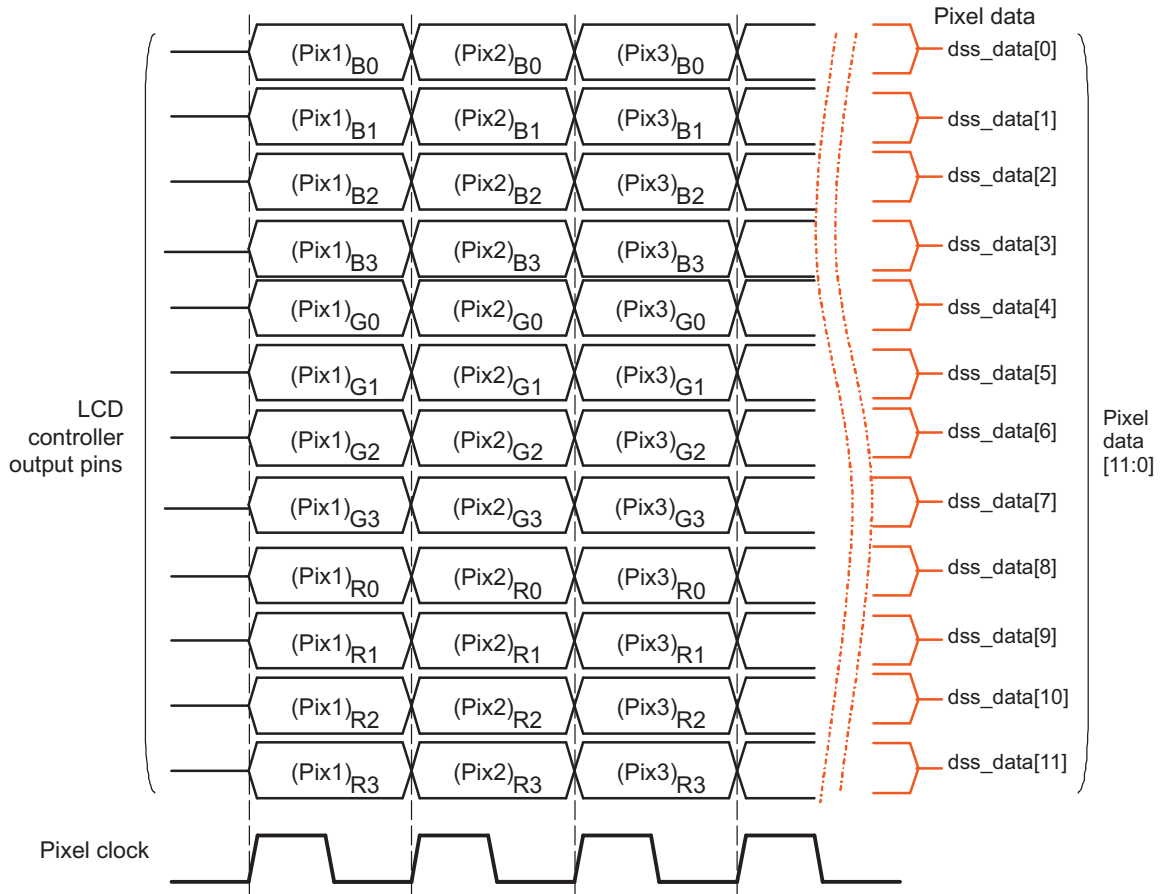 Pixel data
(Pix1)B0 (Pix2)B0 (Pix3)B0 dss_data[0]
(Pix1)B1 (Pix2)B1 (Pix3)B1 dss_data[1]
(Pix1)B2 (Pix2)B2 (Pix3)B2 dss_data[2]
(Pix1)B3 (Pix2)B3 (Pix3)B3 dss_data[3]
(Pix1)G0 (Pix2)G0 (Pix3)G0 dss_data[4]
(Pix1)G1 (Pix2)G1 (Pix3)G1 dss_data[5]
LCD
controller
output pins
(Pix1)G2 (Pix2)G2 (Pix3)G2 dss_data[6]
Pixel
data
[11:0]
(Pix1)G3 (Pix2)G3 (Pix3)G3 dss_data[7]
(Pix1)R0 (Pix2)R0 (Pix3)R0 dss_data[8]
(Pix1)R1 (Pix2)R1 (Pix3)R1 dss_data[9]
(Pix1)R2 (Pix2)R2 (Pix3)R2 dss_data[10]
(Pix1)R3 (Pix2)R3 (Pix3)R3 dss_data[11]
Pixel clock